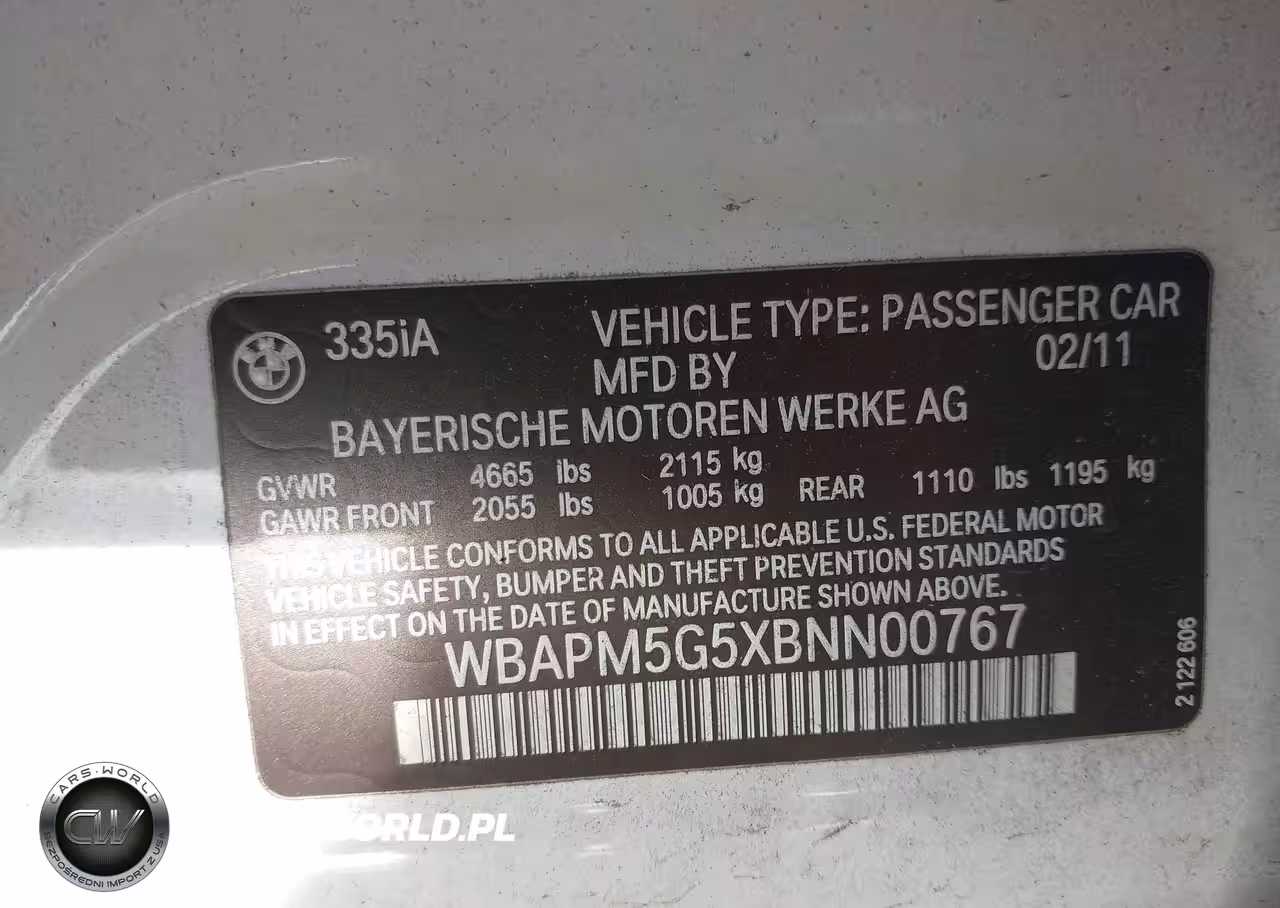 335iA
VEHICLE TYPE: PASSENGER CAR
MFD BY
02/11
BAYERISCHE MOTOREN WERKE AG
GVWR 4665 lbs 2115 kg
GAWR FRONT 2055 lbs 1005 kg REAR 1110 lbs 1195 kg
THIS VEHICLE CONFORMS TO ALL APPLICABLE U.S. FEDERAL MOTOR
VEHICLE SAFETY, BUMPER AND THEFT PREVENTION STANDARDS
IN EFFECT ON THE DATE OF MANUFACTURE SHOWN ABOVE.
WBAPM5G5XBNN00767
2 122 606
CARS-WORLD
CW
BEZPOŚREDNI IMPORT Z USA
WORLD.PL